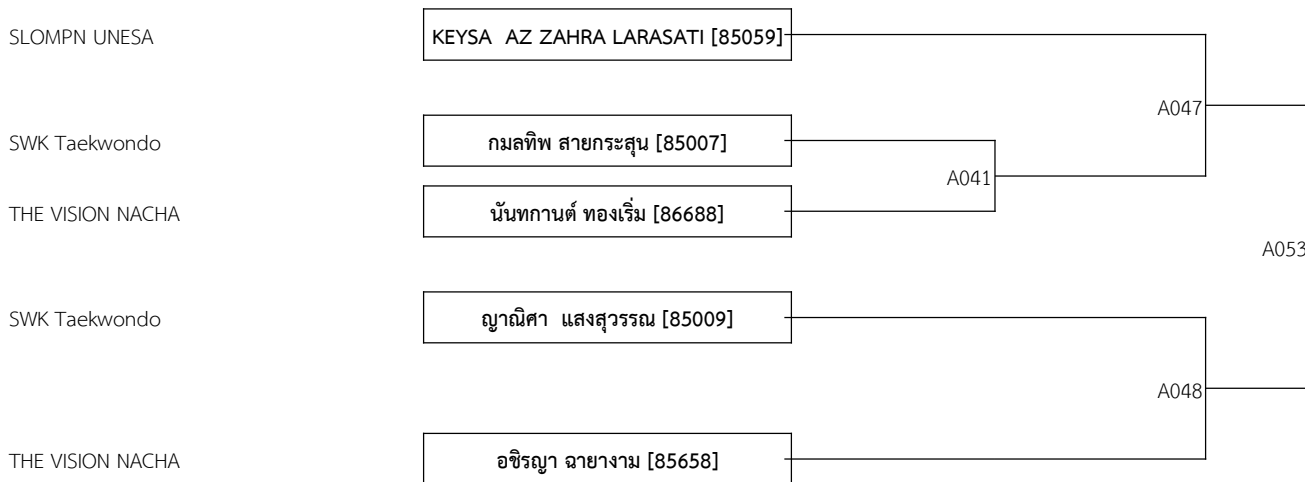 SLOMPN UNESA KEYSA AZ ZAHRA LARASATI [85059]
A047
SWK Taekwondo กมลทิพ สายกระสุน [85007]
A041
THE VISION NACHA นันทกานต์ ทองเริ่ม [86688]
A053
SWK Taekwondo ญาณิศา แสงสุวรรณ [85009]
A048
THE VISION NACHA อชิรญา ฉายางาม [85658]